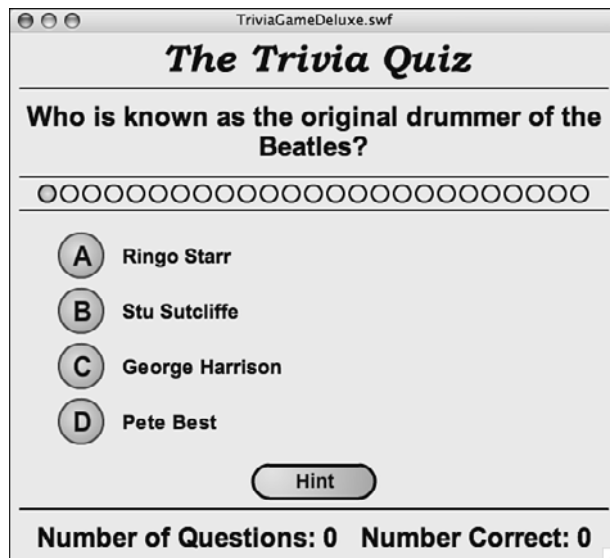 TriviaGameDeluxe.swf
The Trivia Quiz
Who is known as the original drummer of the
Beatles?
A Ringo Starr
B Stu Sutcliffe
C George Harrison
D Pete Best
Hint
Number of Questions: 0 Number Correct: 0